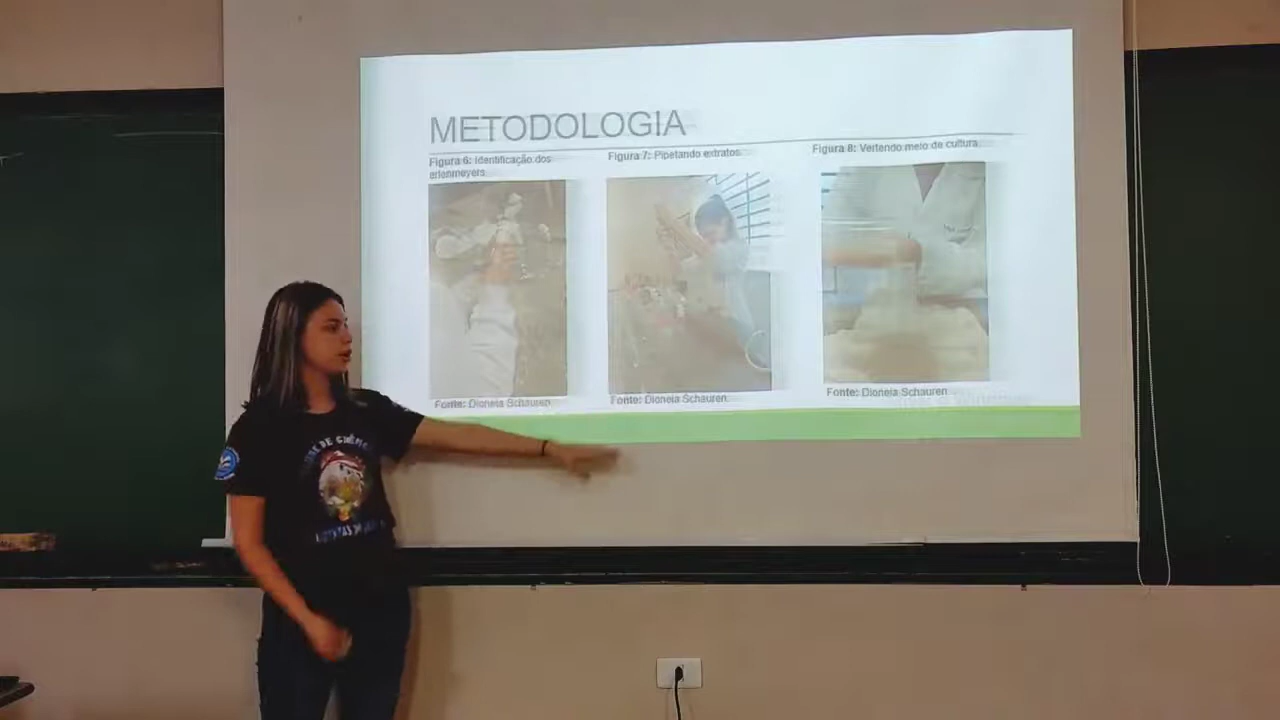 METODOLOGIA
Figura 6: Identificação dos
erlenmeyers
Figura 7: Pipetando extratos
Figura 8: Vertendo meio de cultura
Fonte: Dioneia Schauren
Fonte: Dioneia Schauren
Fonte: Dioneia Schauren